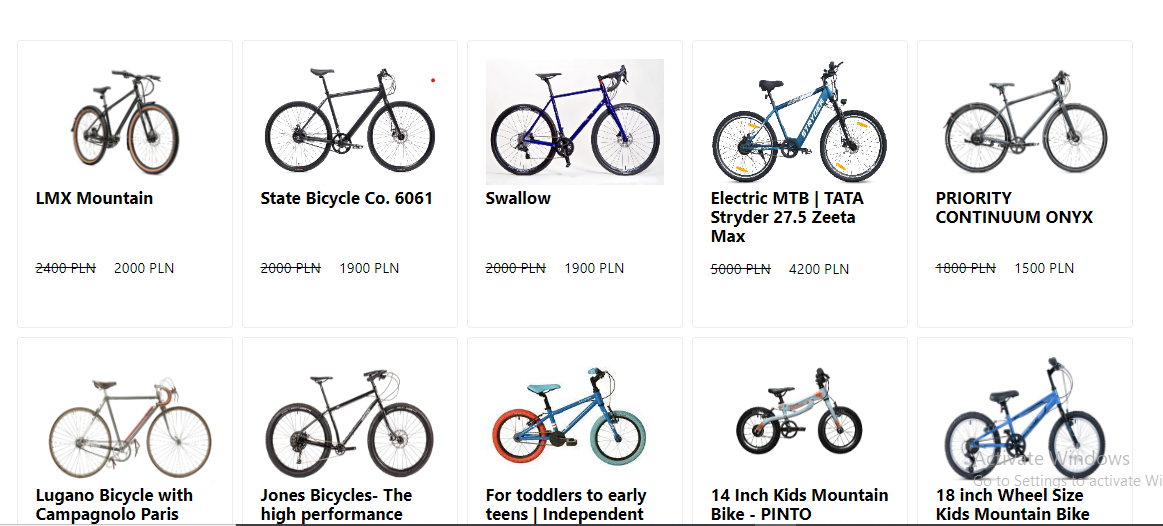 STRYDER
LMX Mountain
State Bicycle Co. 6061
Swallow
Electric MTB | TATA
Stryder 27.5 Zeeta
Max
PRIORITY
CONTINUUM ONYX
2400 PLN 2000 PLN
2000 PLN 1900 PLN
2000 PLN 1900 PLN
5000 PLN 4200 PLN
1800 PLN 1500 PLN
Lugano Bicycle with
Campagnolo Paris
Jones Bicycles- The
high performance
For toddlers to early
teens | Independent
14 Inch Kids Mountain
Bike - PINTO
18 inch Wheel Size
Kids Mountain Bike
Activate Windows
Go to Settings to activate Wi